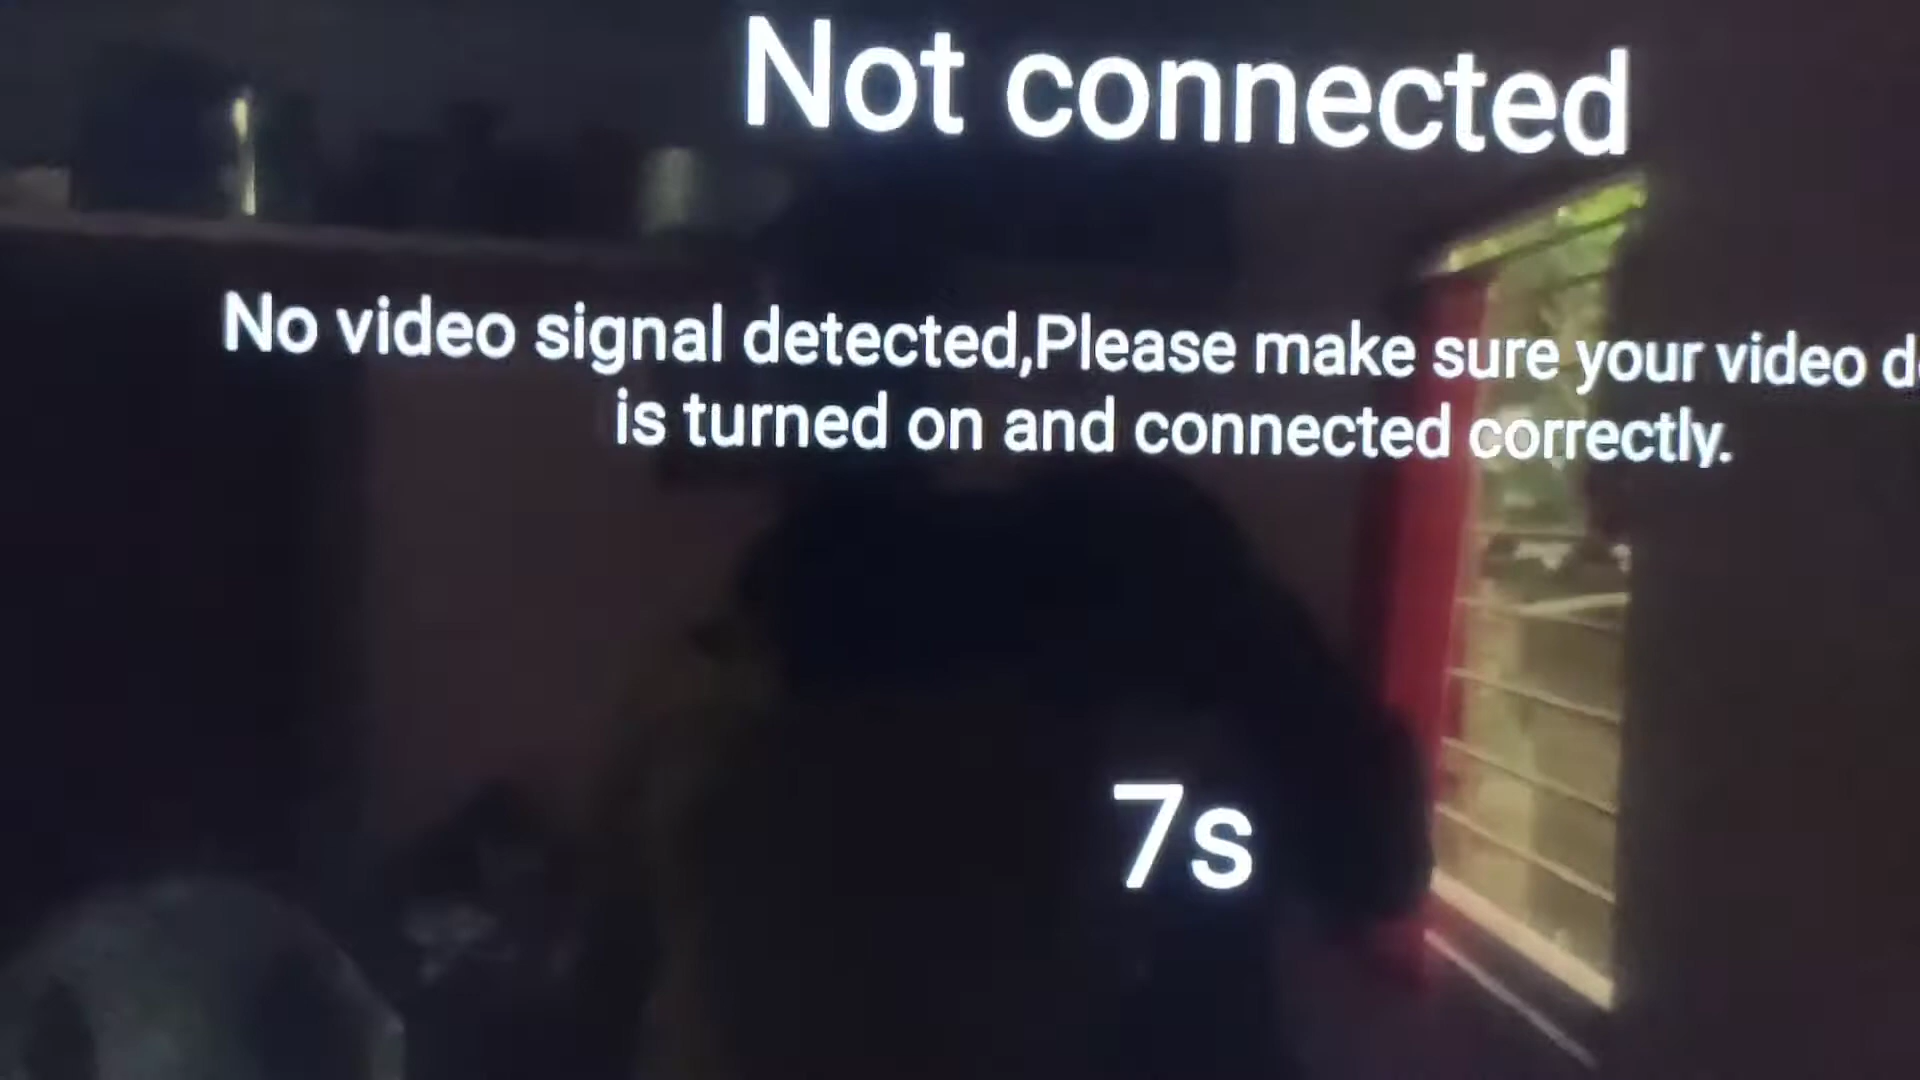 Not connected
No video signal detected,Please make sure your video
is turned on and connected correctly.
7s